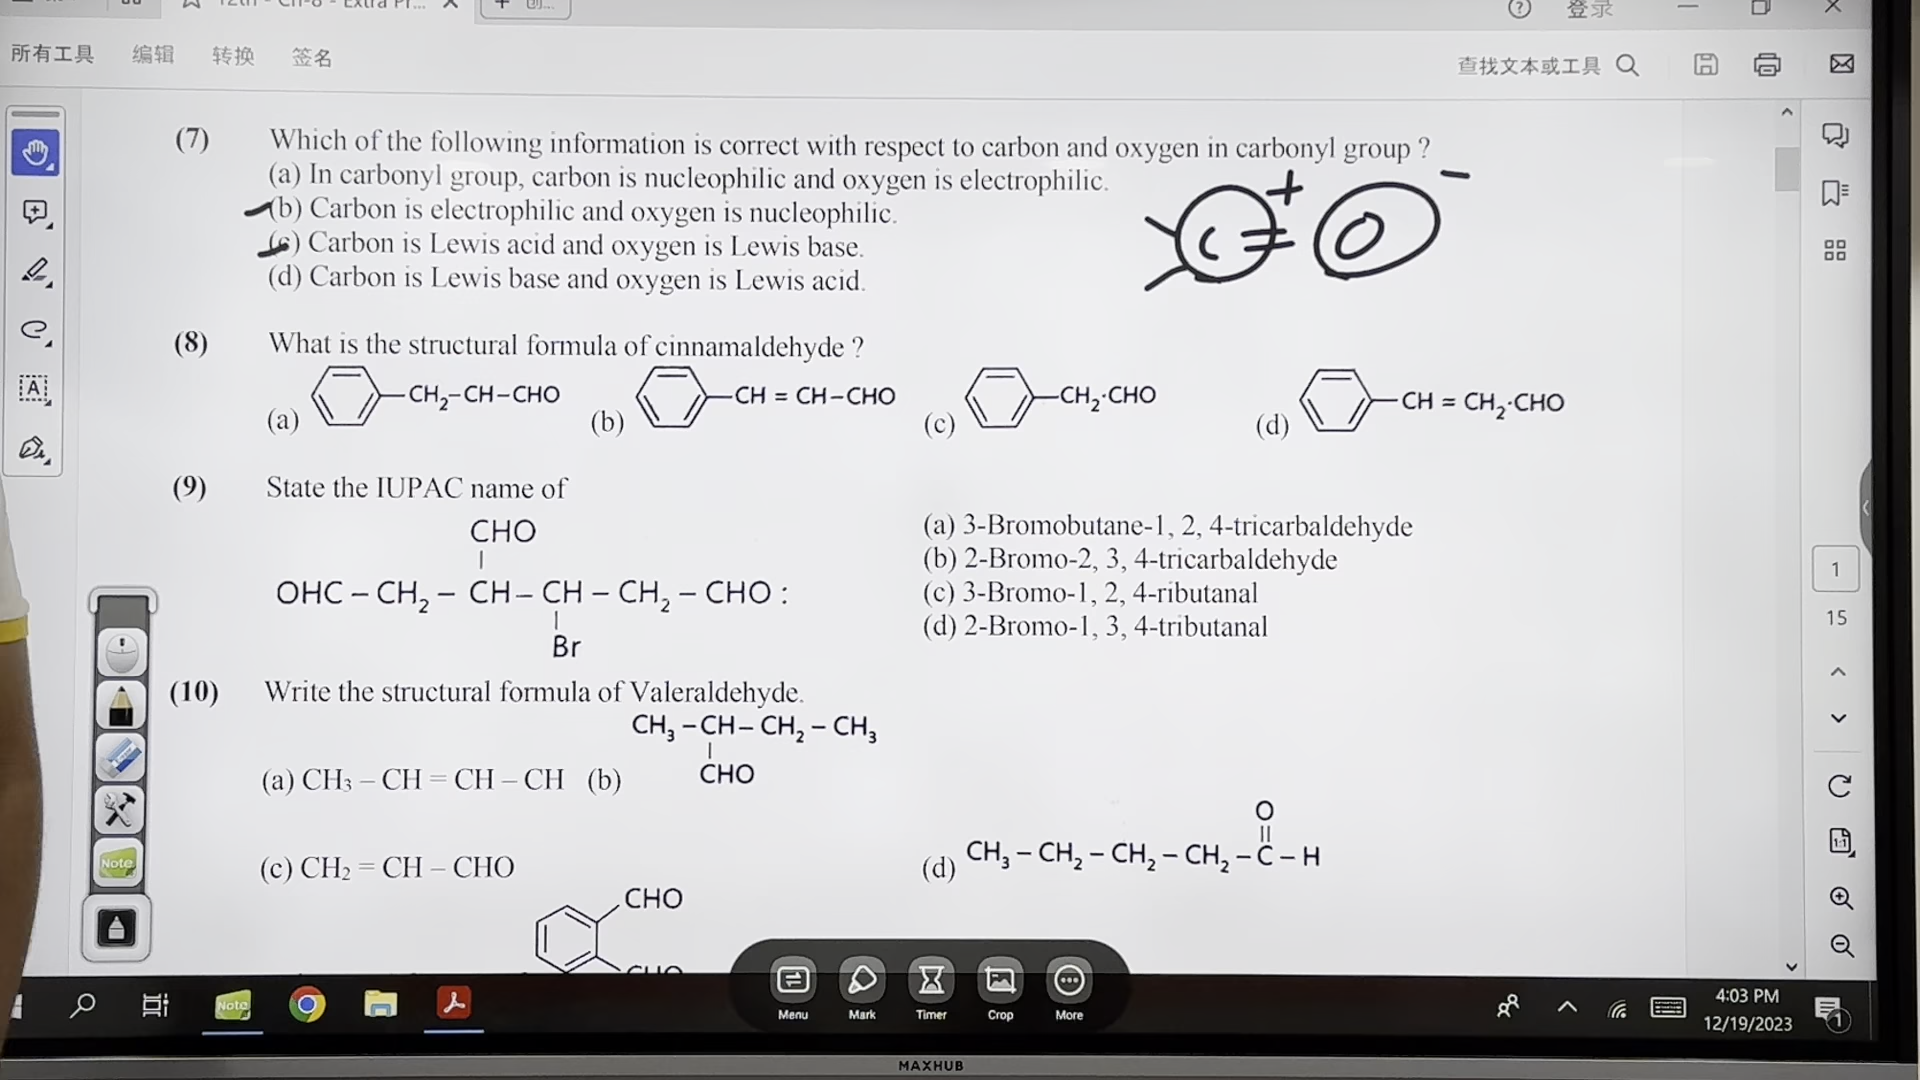 登录
所有工具 编辑 转换 签名
查找文本或工具
(7) Which of the following information is correct with respect to carbon and oxygen in carbonyl group ?
(a) In carbonyl group, carbon is nucleophilic and oxygen is electrophilic.
(b) Carbon is electrophilic and oxygen is nucleophilic.
(c) Carbon is Lewis acid and oxygen is Lewis base.
(d) Carbon is Lewis base and oxygen is Lewis acid.
C = O + −
(8) What is the structural formula of cinnamaldehyde ?
(a) –CH₂–CH–CHO (b) –CH = CH–CHO (c) –CH₂·CHO (d) –CH = CH₂·CHO
(9) State the IUPAC name of
CHO
OHC – CH₂ – CH – CH – CH₂ – CHO :
Br
(a) 3-Bromobutane-1, 2, 4-tricarbaldehyde
(b) 2-Bromo-2, 3, 4-tricarbaldehyde
(c) 3-Bromo-1, 2, 4-ributanal
(d) 2-Bromo-1, 3, 4-tributanal
(10) Write the structural formula of Valeraldehyde.
CH₃ – CH – CH₂ – CH₃
(a) CH₃ – CH = CH – CH (b) CHO
O
(c) CH₂ = CH – CHO (d) CH₃ – CH₂ – CH₂ – CH₂ – C – H
CHO
CHO
1
15
1:1
Note
Note
Menu Mark Timer Crop More
4:03 PM
12/19/2023
1
MAXHUB